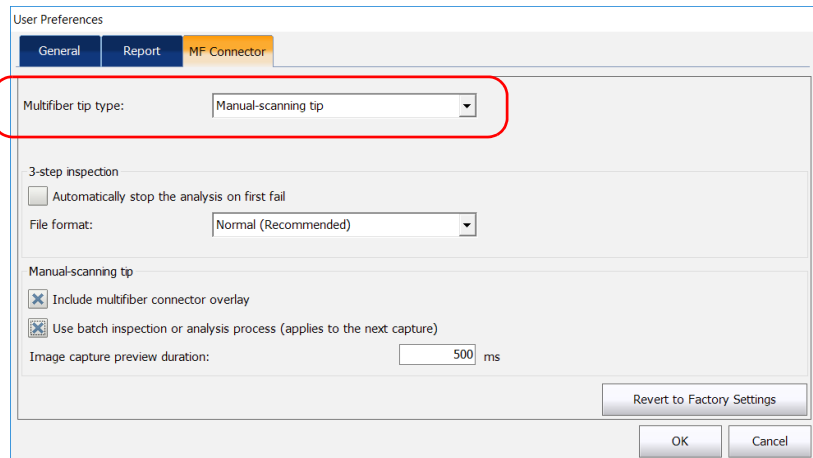 User Preferences
General Report MF Connector
Multifiber tip type: Manual-scanning tip
3-step inspection
Automatically stop the analysis on first fail
File format: Normal (Recommended)
Manual-scanning tip
Include multifiber connector overlay
Use batch inspection or analysis process (applies to the next capture)
Image capture preview duration: 500 ms
Revert to Factory Settings
OK Cancel